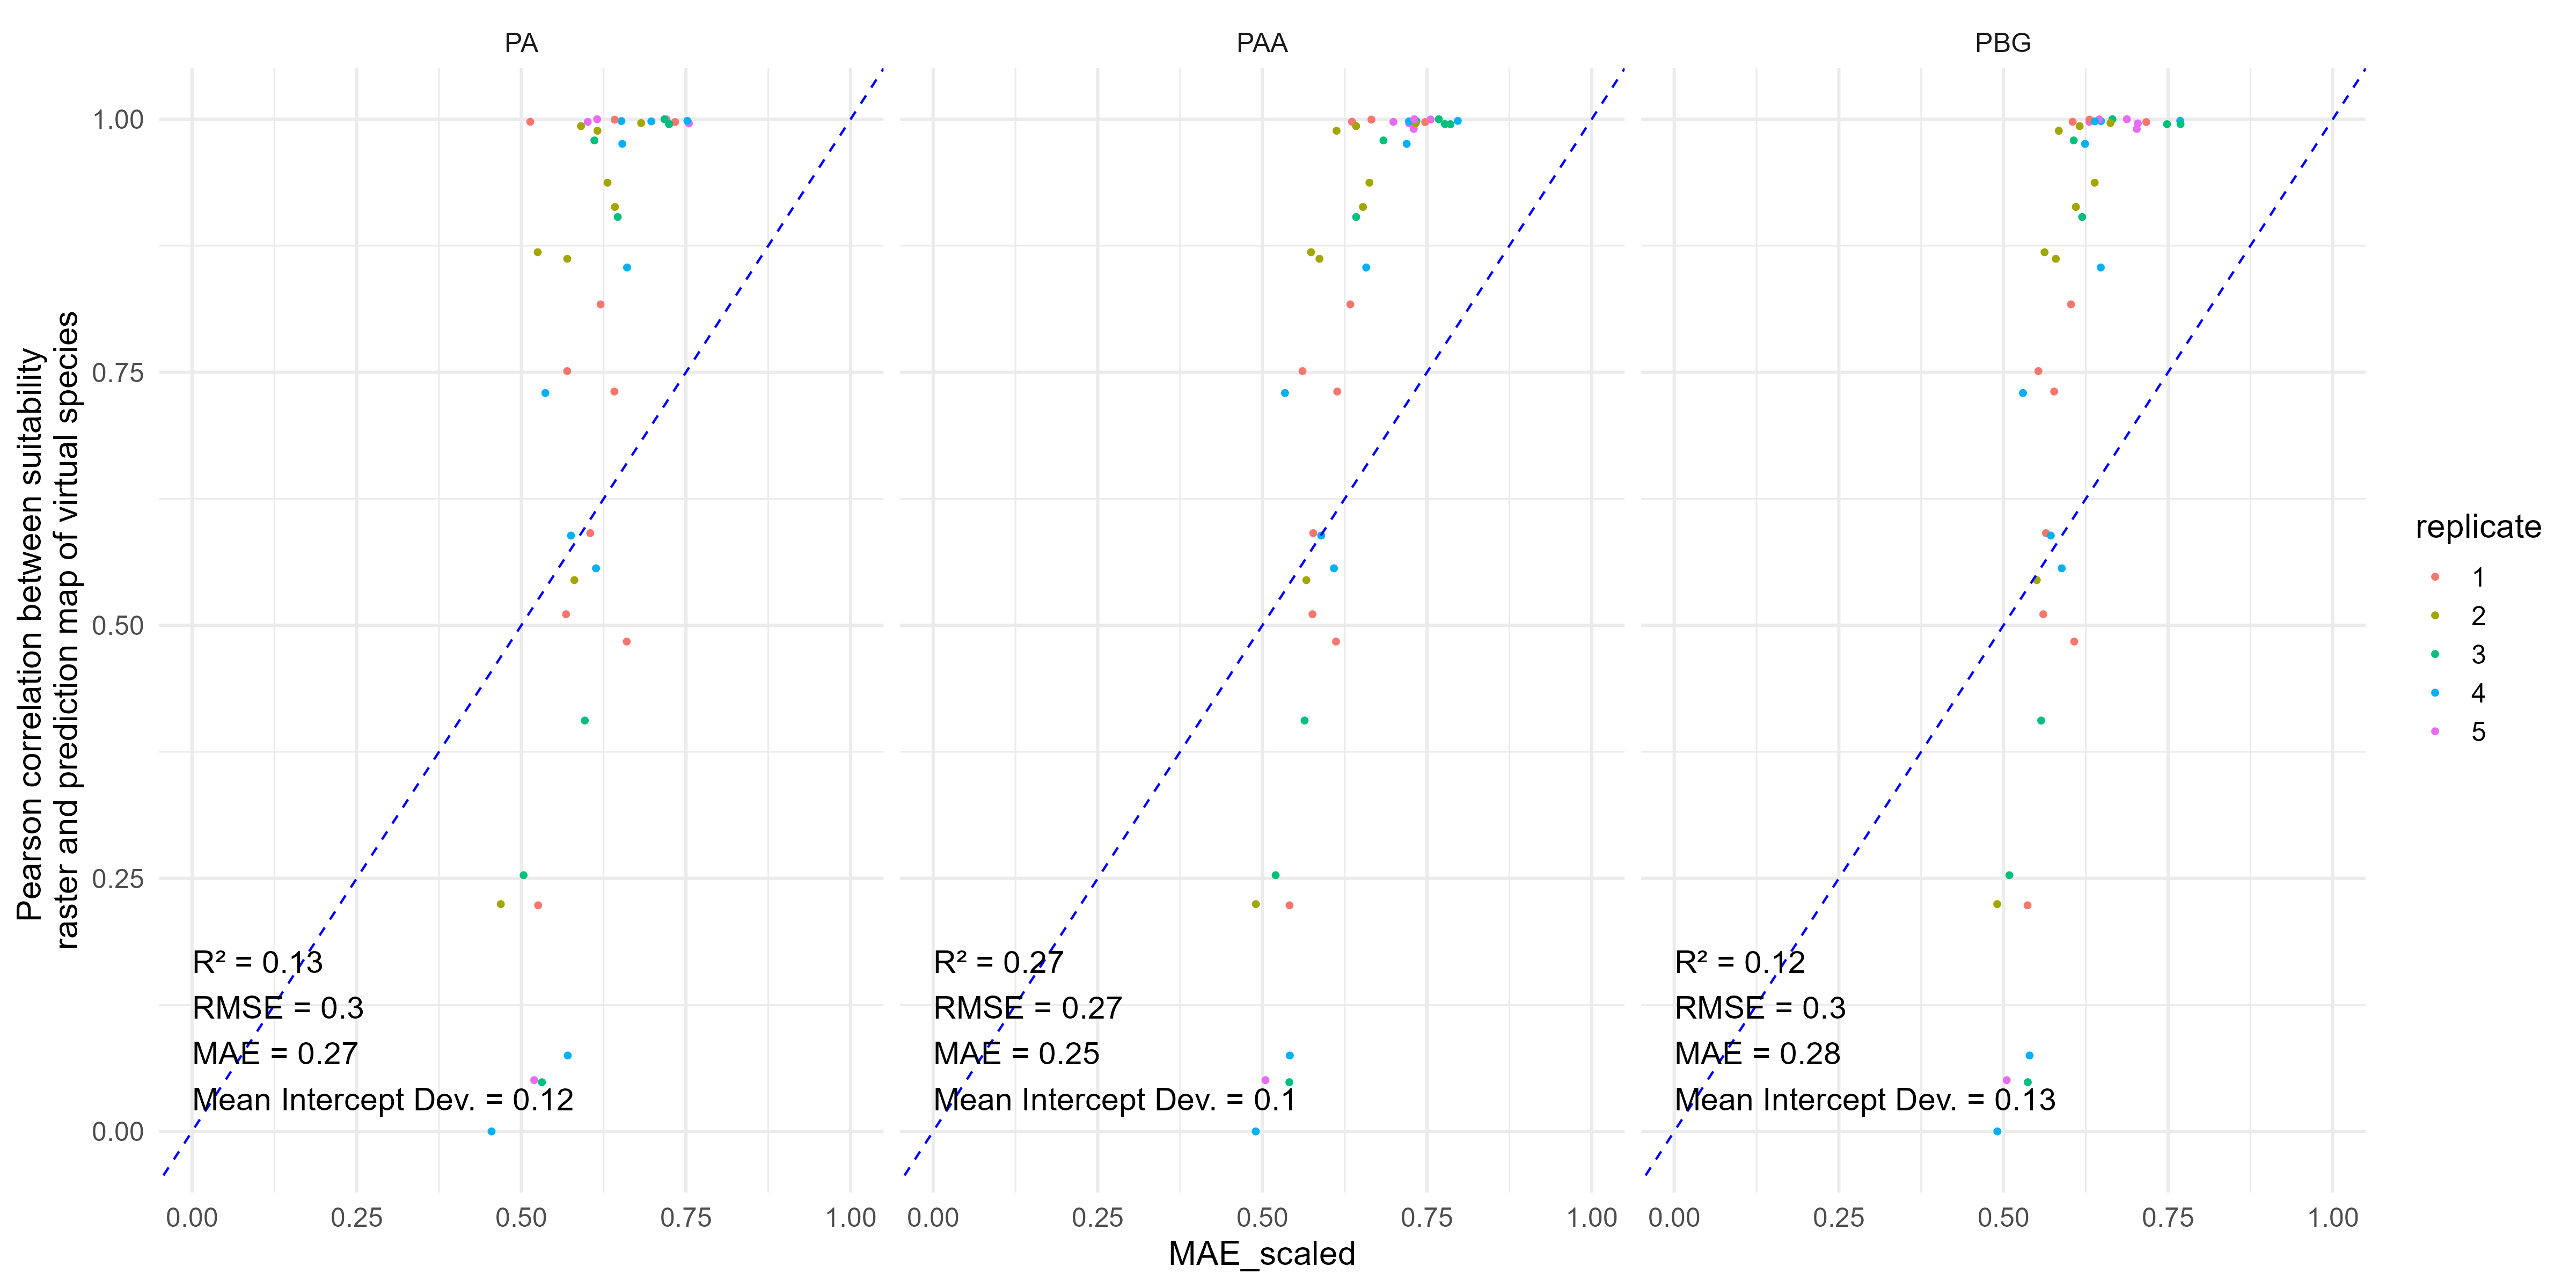 PA
PAA
PBG
Pearson correlation between suitability
raster and prediction map of virtual species
1.00
0.75
0.50
0.25
0.00
R² = 0.13
RMSE = 0.3
MAE = 0.27
Mean Intercept Dev. = 0.12
R² = 0.27
RMSE = 0.27
MAE = 0.25
Mean Intercept Dev. = 0.1
R² = 0.12
RMSE = 0.3
MAE = 0.28
Mean Intercept Dev. = 0.13
0.00 0.25 0.50 0.75 1.00
0.00 0.25 0.50 0.75 1.00
0.00 0.25 0.50 0.75 1.00
MAE_scaled
replicate
1
2
3
4
5